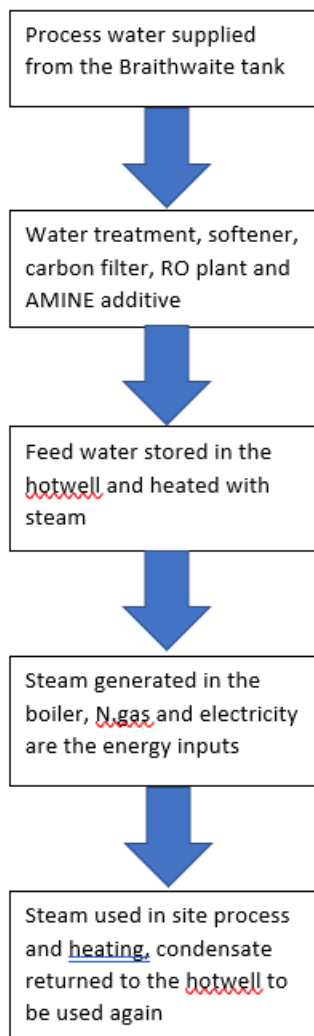 Process water supplied
from the Braithwaite tank
Water treatment, softener,
carbon filter, RO plant and
AMINE additive
Feed water stored in the
hotwell and heated with
steam
Steam generated in the
boiler, N.gas and electricity
are the energy inputs
Steam used in site process
and heating, condensate
returned to the hotwell to
be used again